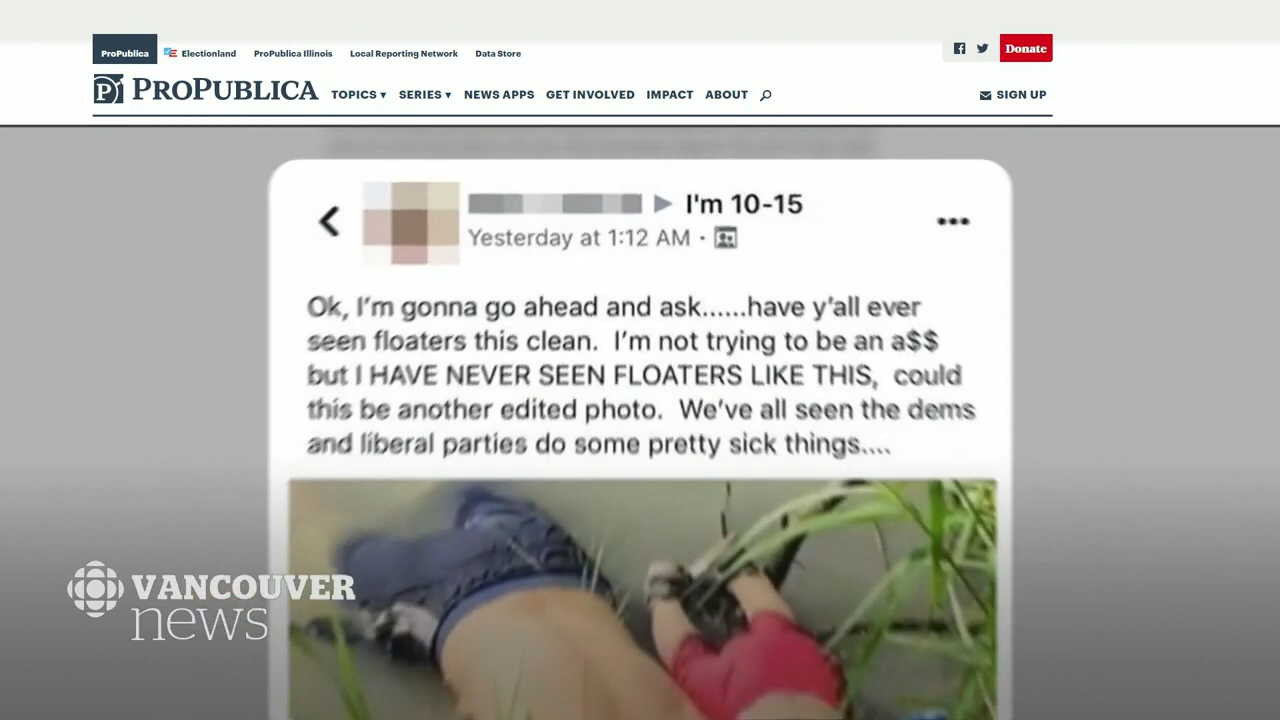 ProPublica Electionland ProPublica Illinois Local Reporting Network Data Store Donate
PROPUBLICA TOPICS ▾ SERIES ▾ NEWS APPS GET INVOLVED IMPACT ABOUT SIGN UP
I'm 10-15
Yesterday at 1:12 AM ·
Ok, I'm gonna go ahead and ask......have y'all ever
seen floaters this clean. I'm not trying to be an a$$
but I HAVE NEVER SEEN FLOATERS LIKE THIS, could
this be another edited photo. We've all seen the dems
and liberal parties do some pretty sick things....
VANCOUVER
news